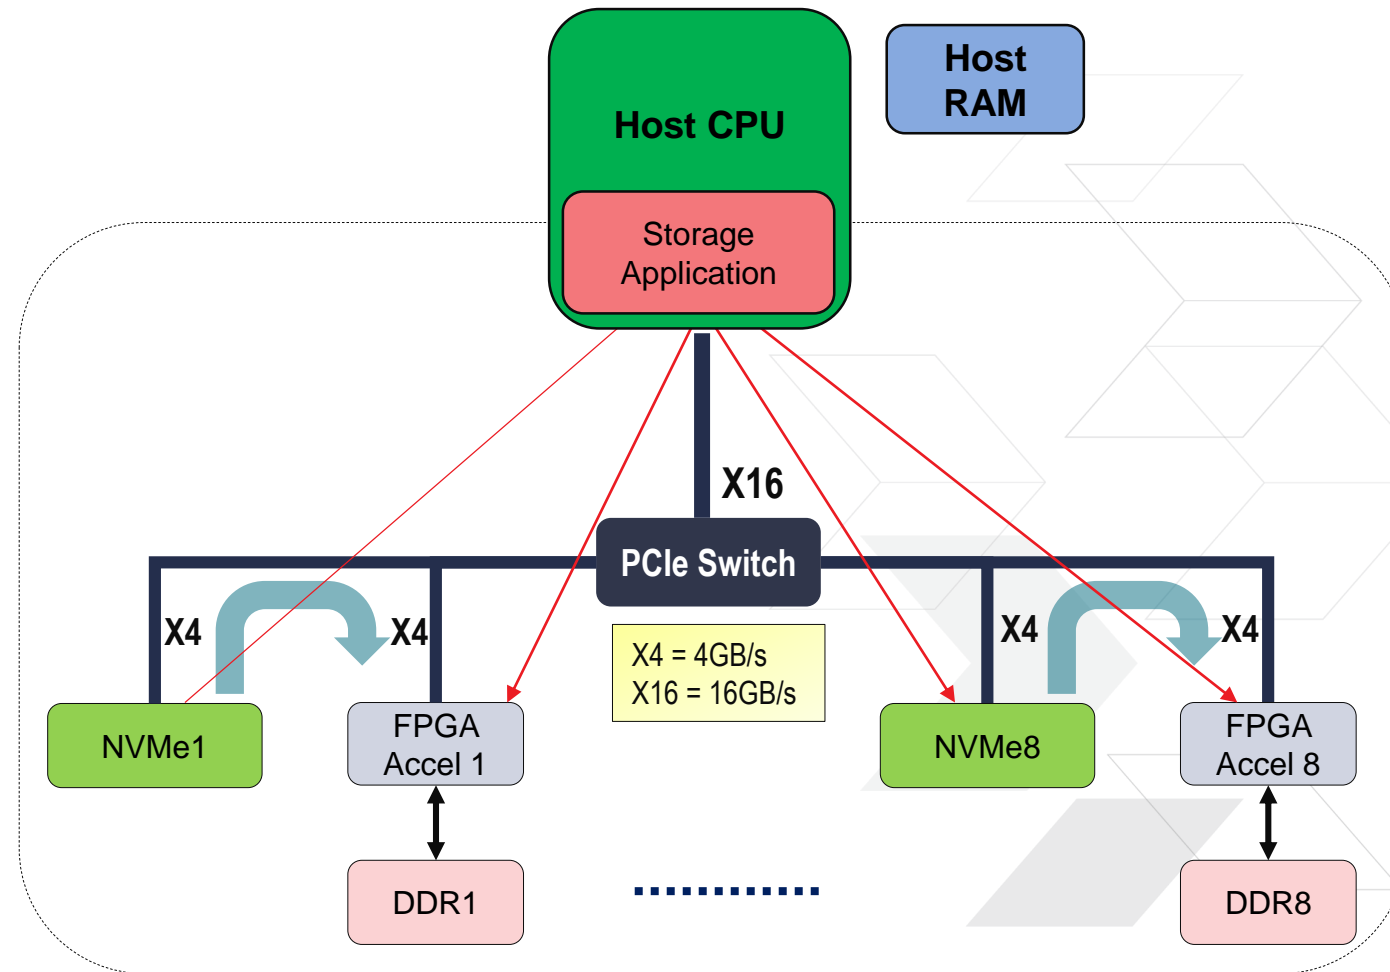 Host CPU
Host
RAM
Storage
Application
X16
PCIe Switch
X4
X4
X4
X4
X4 = 4GB/s
X16 = 16GB/s
NVMe1
FPGA
Accel 1
NVMe8
FPGA
Accel 8
DDR1
DDR8